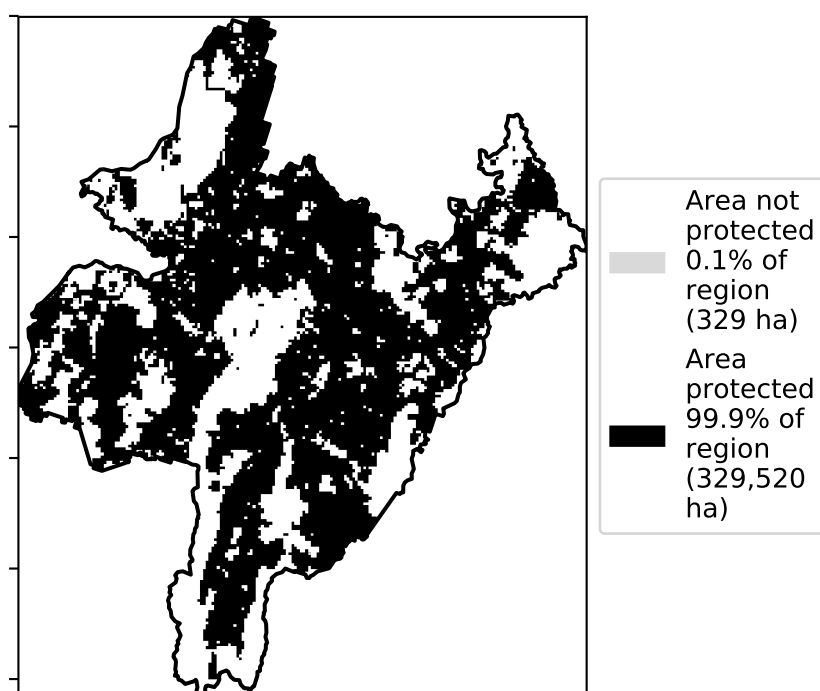 Area not
protected
0.1% of
region
(329 ha)
Area
protected
99.9% of
region
(329,520
ha)